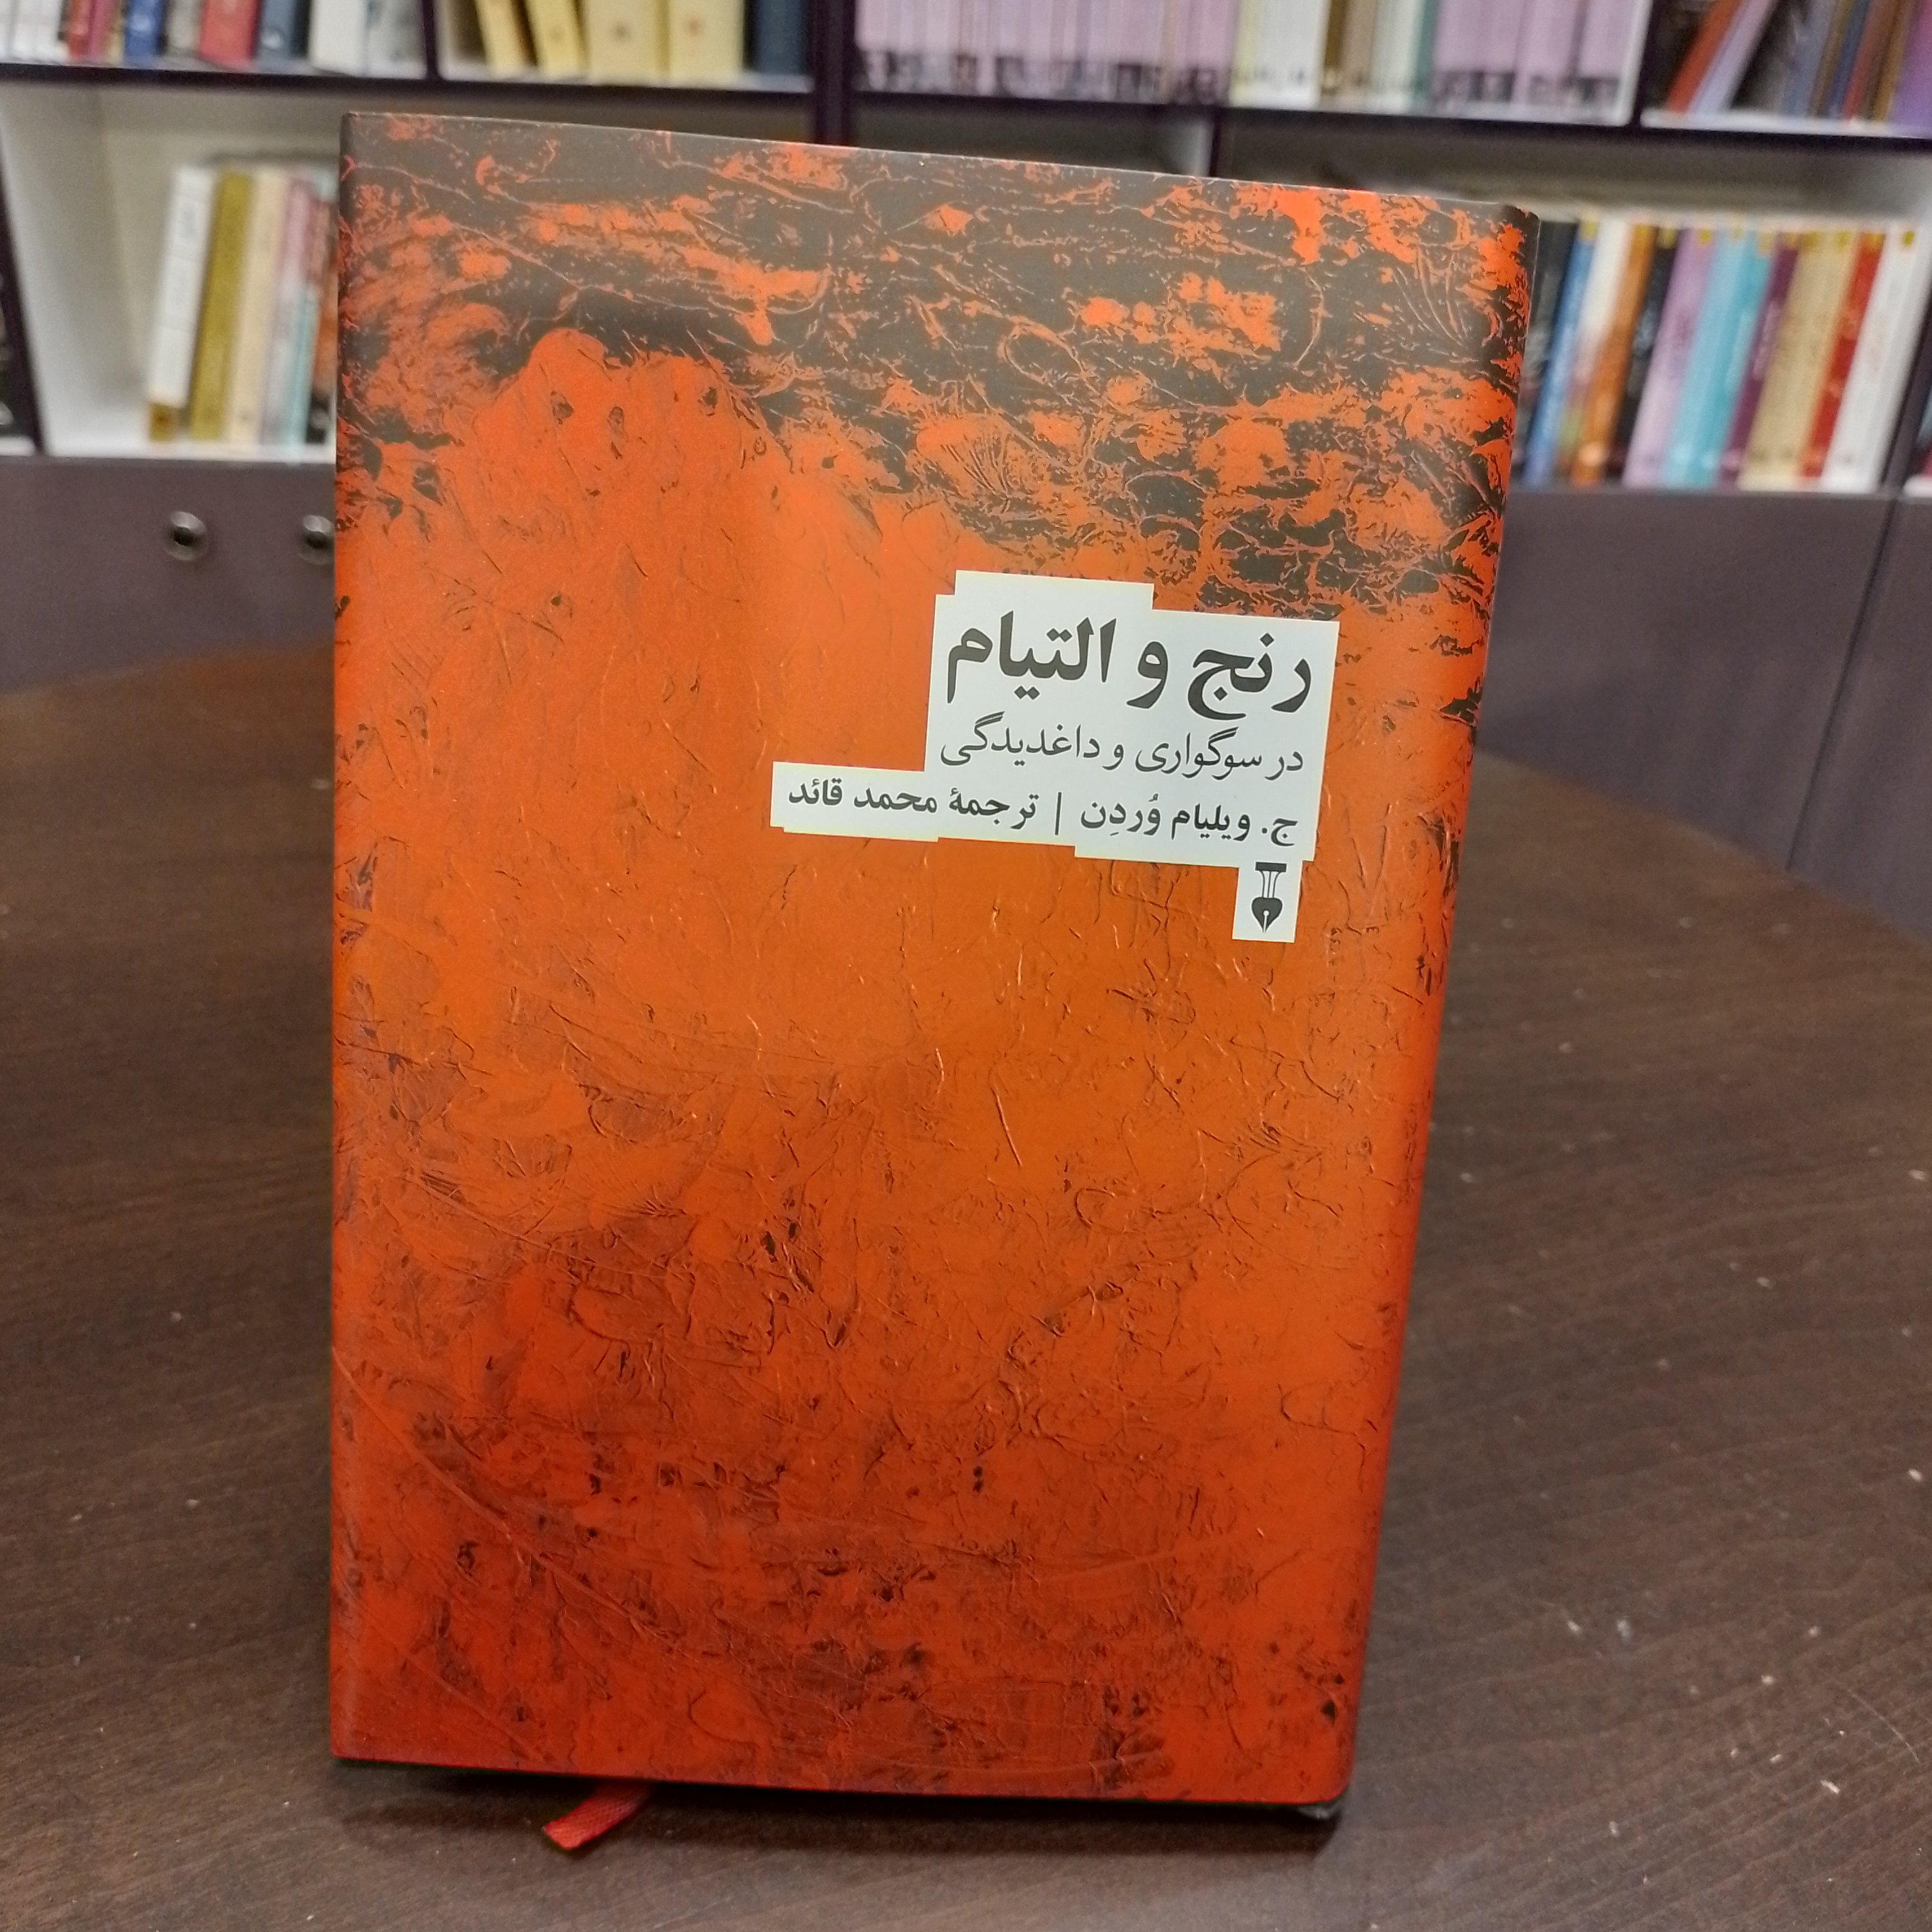 رنج و التیام
در سوگواری و داغدیدگی
ج. ویلیام وُردِن | ترجمهٔ محمد قائد